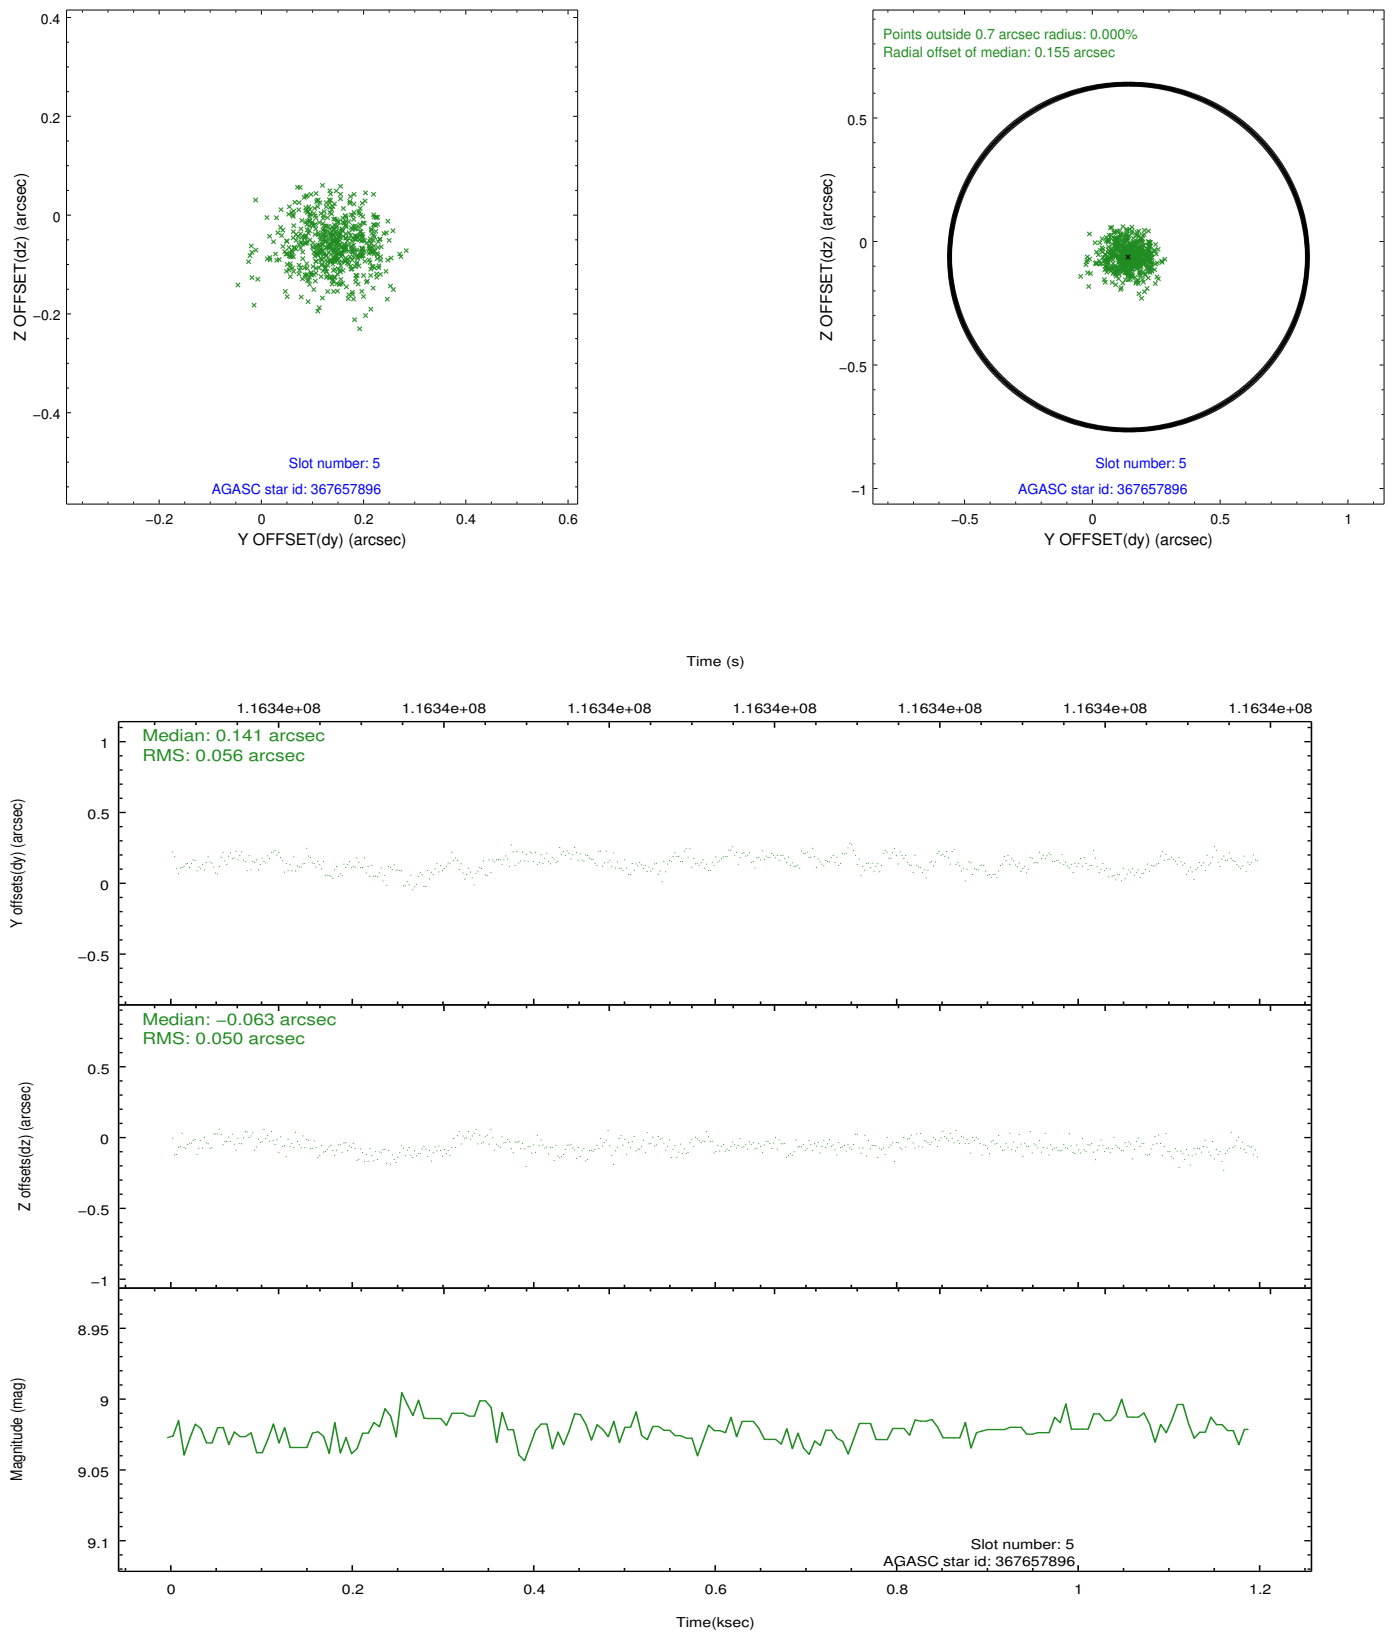 0.4
0.2
0
−0.2
−0.4
Z OFFSET(dz) (arcsec)
Slot number: 5
AGASC star id: 367657896
−0.2 0 0.2 0.4 0.6
Y OFFSET(dy) (arcsec)
Points outside 0.7 arcsec radius: 0.000%
Radial offset of median: 0.155 arcsec
0.5
0
−0.5
−1
Z OFFSET(dz) (arcsec)
Slot number: 5
AGASC star id: 367657896
−0.5 0 0.5 1
Y OFFSET(dy) (arcsec)
Time (s)
1.1634e+08 1.1634e+08 1.1634e+08 1.1634e+08 1.1634e+08 1.1634e+08 1.1634e+08
Median: 0.141 arcsec
RMS: 0.056 arcsec
1
0.5
0
−0.5
Y offsets(dy) (arcsec)
Median: −0.063 arcsec
RMS: 0.050 arcsec
0.5
0
−0.5
−1
Z offsets(dz) (arcsec)
8.95
9
9.05
9.1
Magnitude (mag)
Slot number: 5
AGASC star id: 367657896
0 0.2 0.4 0.6 0.8 1 1.2
Time(ksec)